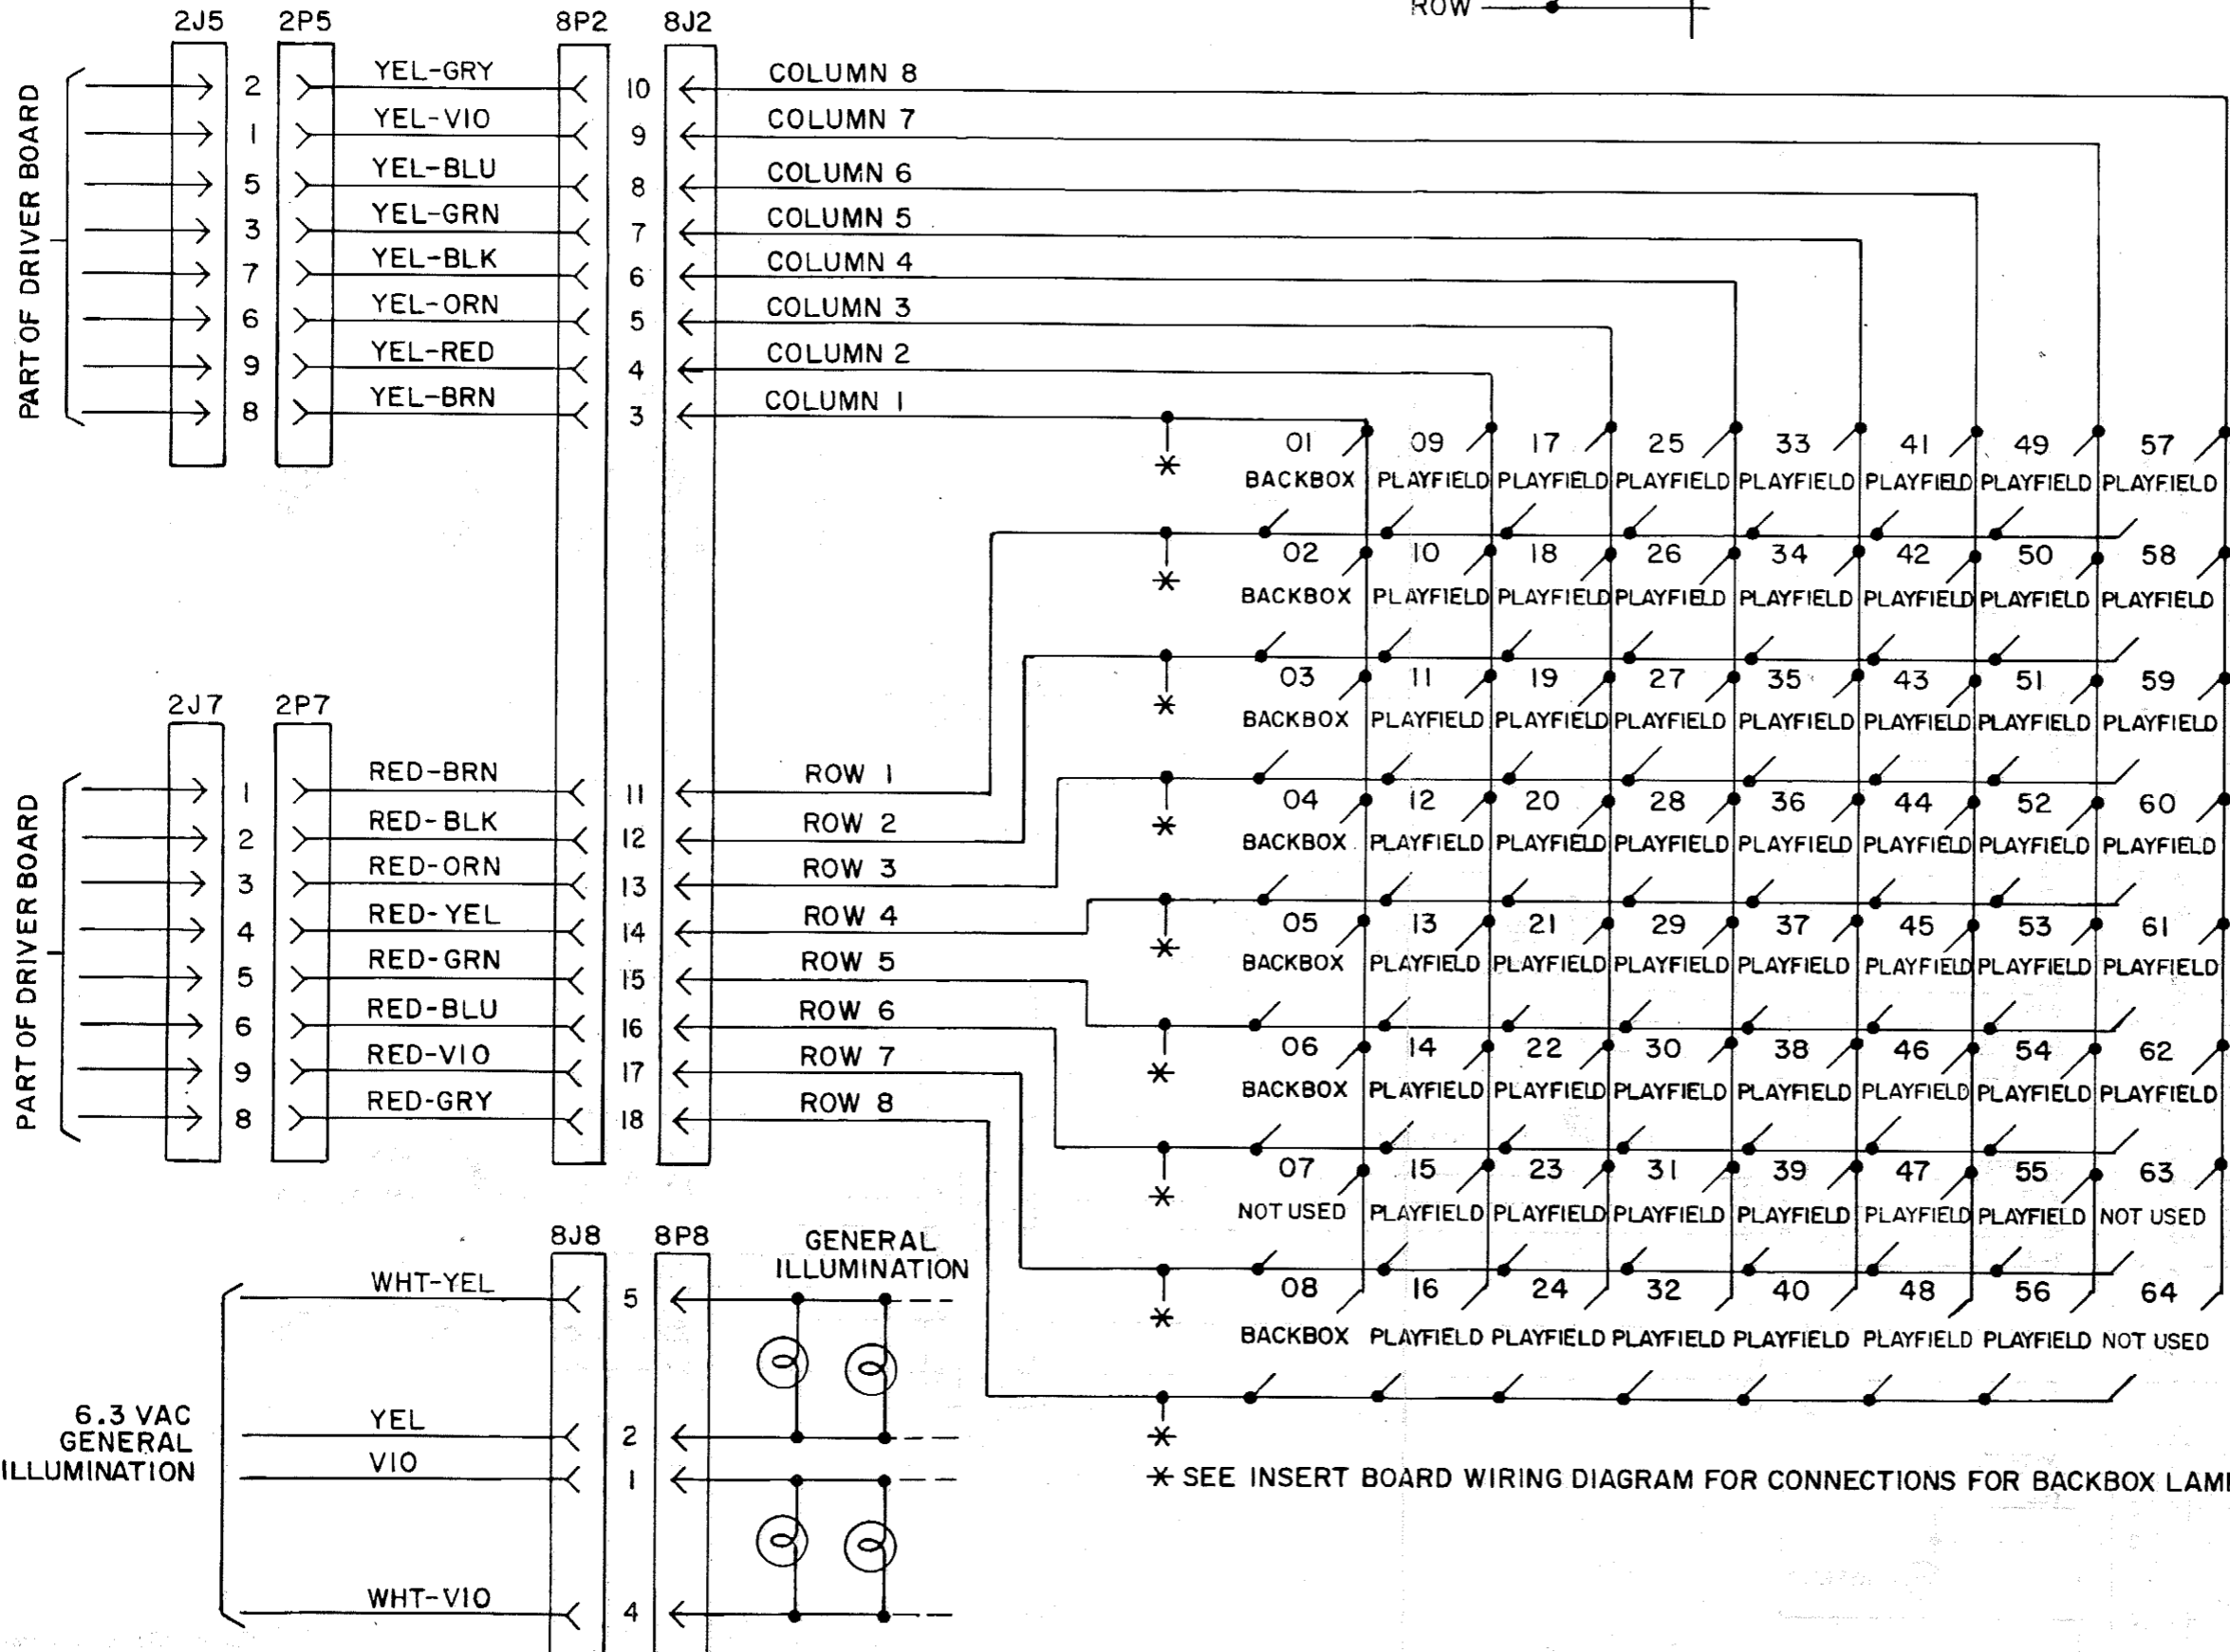 ROW
2J5 2P5 8P2 8J2
PART OF DRIVER BOARD
2 YEL-GRY 10 COLUMN 8
1 YEL-VIO 9 COLUMN 7
5 YEL-BLU 8 COLUMN 6
3 YEL-GRN 7 COLUMN 5
7 YEL-BLK 6 COLUMN 4
6 YEL-ORN 5 COLUMN 3
9 YEL-RED 4 COLUMN 2
8 YEL-BRN 3 COLUMN 1
*
01 09 17 25 33 41 49 57
BACKBOX PLAYFIELD PLAYFIELD PLAYFIELD PLAYFIELD PLAYFIELD PLAYFIELD PLAYFIELD
*
02 10 18 26 34 42 50 58
BACKBOX PLAYFIELD PLAYFIELD PLAYFIELD PLAYFIELD PLAYFIELD PLAYFIELD PLAYFIELD
*
03 11 19 27 35 43 51 59
BACKBOX PLAYFIELD PLAYFIELD PLAYFIELD PLAYFIELD PLAYFIELD PLAYFIELD PLAYFIELD
*
04 12 20 28 36 44 52 60
BACKBOX PLAYFIELD PLAYFIELD PLAYFIELD PLAYFIELD PLAYFIELD PLAYFIELD PLAYFIELD
*
05 13 21 29 37 45 53 61
BACKBOX PLAYFIELD PLAYFIELD PLAYFIELD PLAYFIELD PLAYFIELD PLAYFIELD PLAYFIELD
*
06 14 22 30 38 46 54 62
BACKBOX PLAYFIELD PLAYFIELD PLAYFIELD PLAYFIELD PLAYFIELD PLAYFIELD PLAYFIELD
*
07 15 23 31 39 47 55 63
NOT USED PLAYFIELD PLAYFIELD PLAYFIELD PLAYFIELD PLAYFIELD PLAYFIELD NOT USED
*
08 16 24 32 40 48 56 64
BACKBOX PLAYFIELD PLAYFIELD PLAYFIELD PLAYFIELD PLAYFIELD PLAYFIELD NOT USED
*
2J7 2P7
PART OF DRIVER BOARD
1 RED-BRN 11 ROW 1
2 RED-BLK 12 ROW 2
3 RED-ORN 13 ROW 3
4 RED-YEL 14 ROW 4
5 RED-GRN 15 ROW 5
6 RED-BLU 16 ROW 6
9 RED-VIO 17 ROW 7
8 RED-GRY 18 ROW 8
8J8 8P8
GENERAL
ILLUMINATION
WHT-YEL 5
6.3 VAC
GENERAL
ILLUMINATION
YEL 2
VIO 1
WHT-VIO 4
* SEE INSERT BOARD WIRING DIAGRAM FOR CONNECTIONS FOR BACKBOX